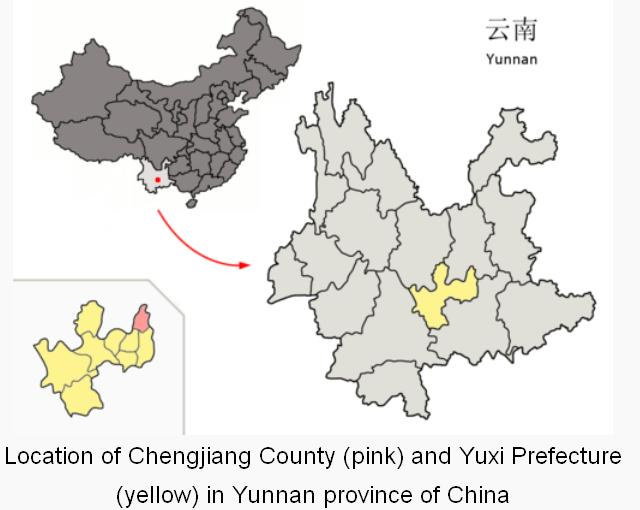 云南
Yunnan
Location of Chengjiang County (pink) and Yuxi Prefecture
(yellow) in Yunnan province of China